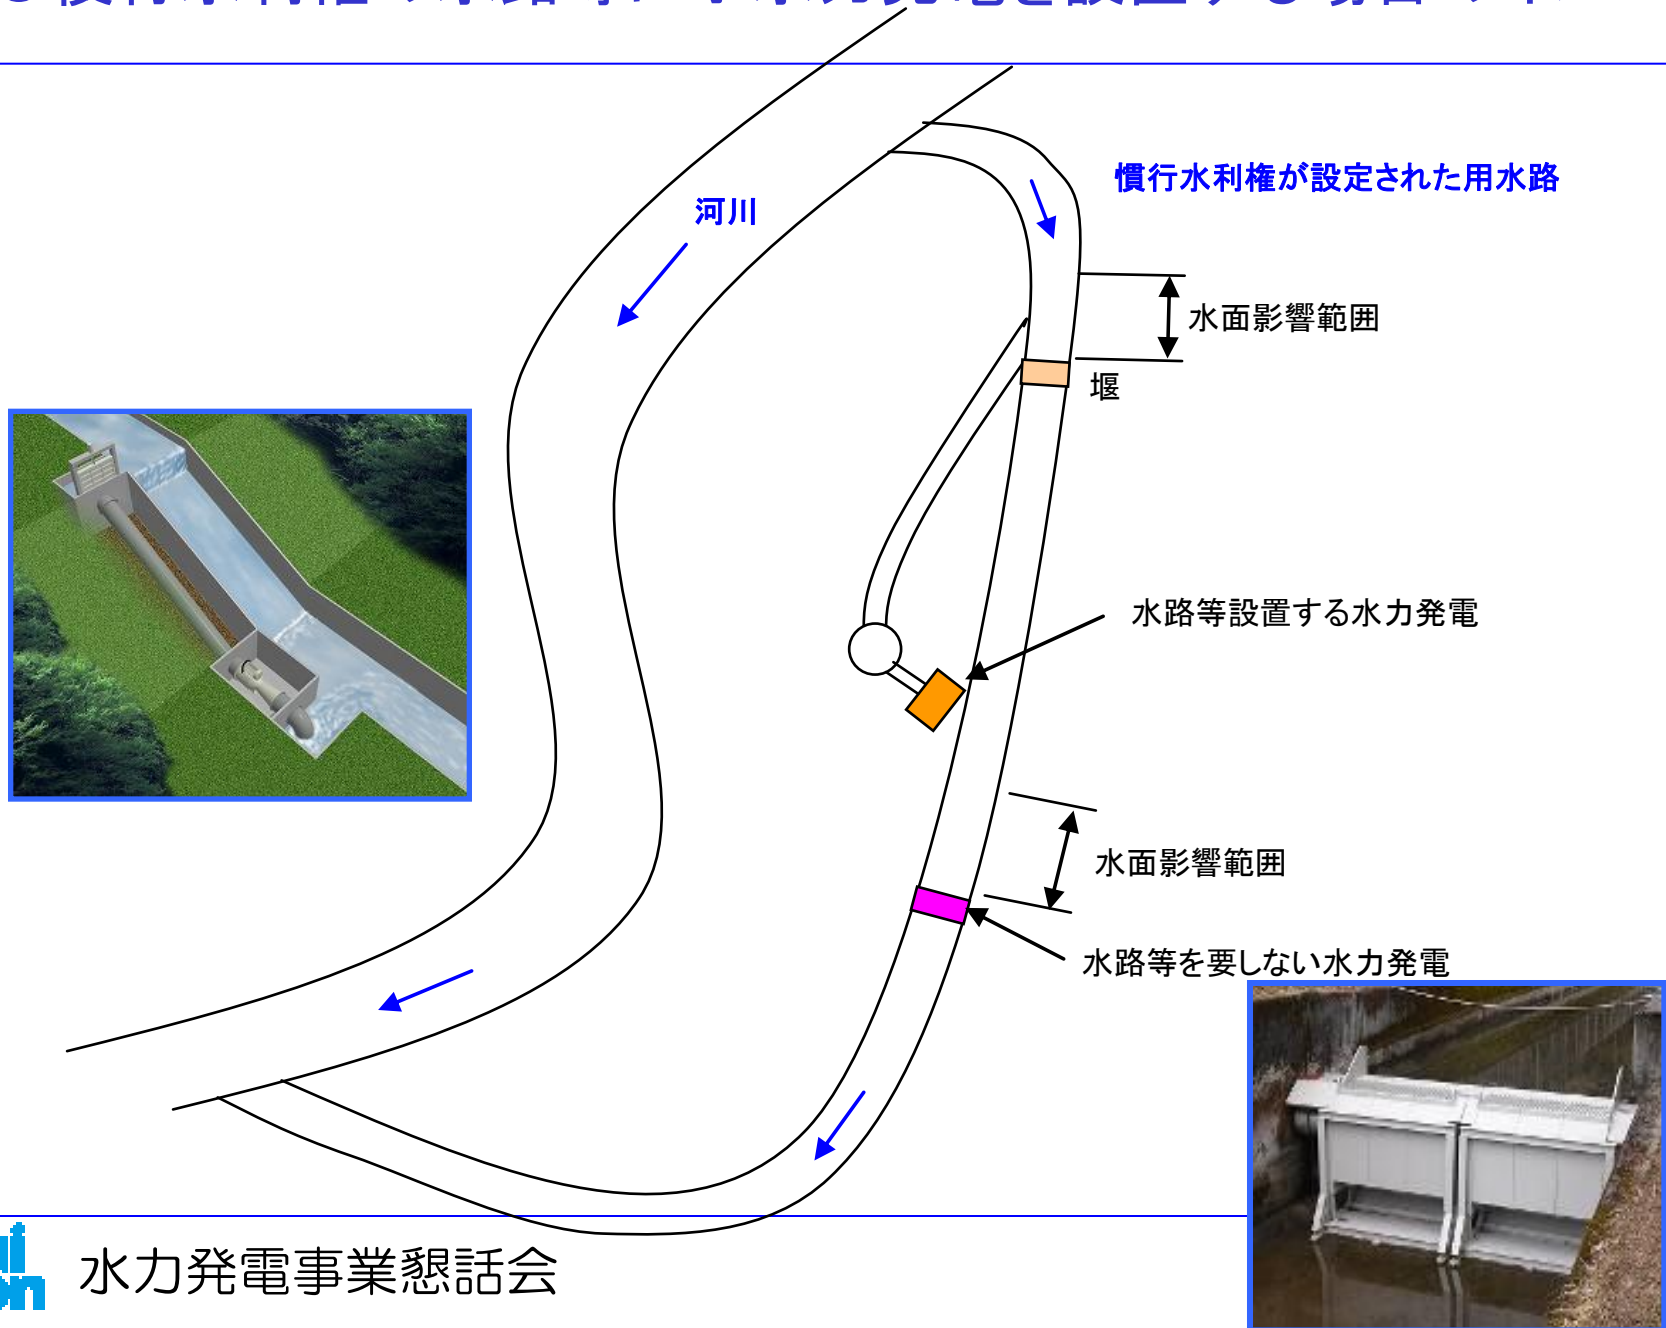 慣行水利権が設定された用水路
河川
水面影響範囲
堰
水路等設置する水力発電
水面影響範囲
水路等を要しない水力発電
水力発電事業懇話会